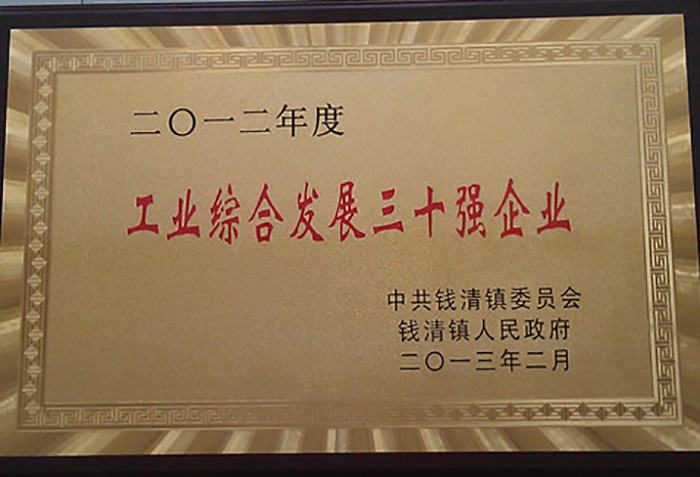 二〇一二年度
工业综合发展三十强企业
中共钱清镇委员会
钱清镇人民政府
二〇一三年二月